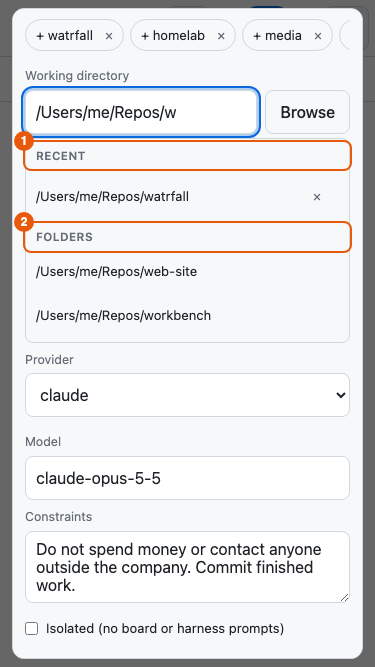 + watrfall × + homelab × + media ×
Working directory
/Users/me/Repos/w Browse
1
RECENT
/Users/me/Repos/watrfall ×
2
FOLDERS
/Users/me/Repos/web-site
/Users/me/Repos/workbench
Provider
claude
Model
claude-opus-5-5
Constraints
Do not spend money or contact anyone
outside the company. Commit finished
work.
Isolated (no board or harness prompts)